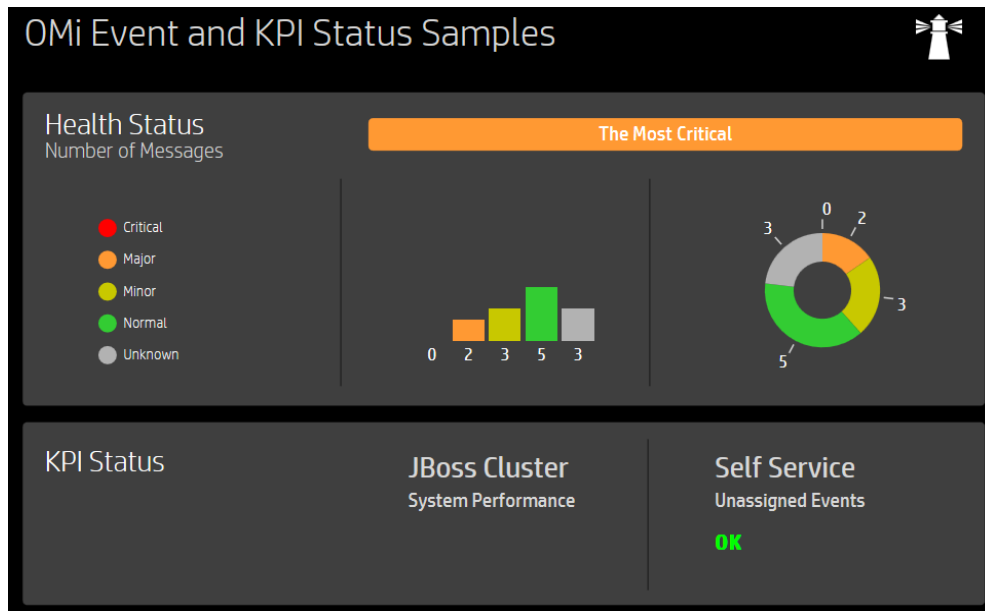 OMi Event and KPI Status Samples
Health Status
Number of Messages
The Most Critical
Critical
Major
Minor
Normal
Unknown
0 2 3 5 3
0
2
3
5
3
KPI Status
JBoss Cluster
System Performance
Self Service
Unassigned Events
OK